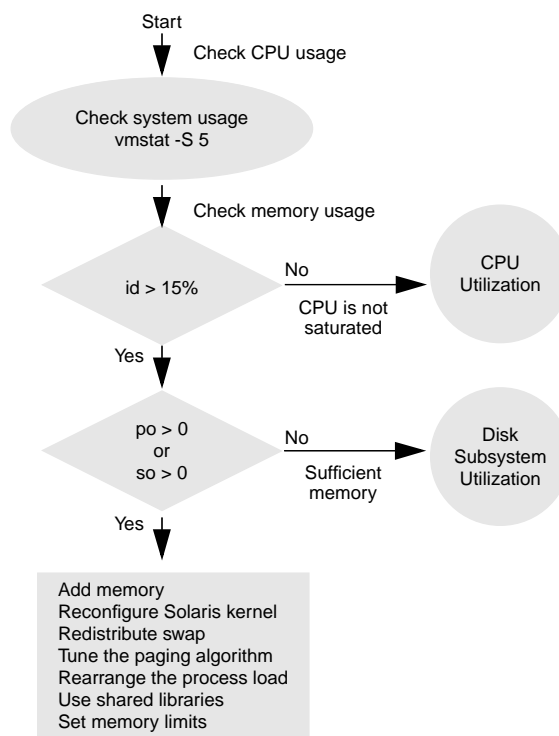 Start
Check CPU usage
Check system usage
vmstat -S 5
Check memory usage
id > 15%
No
CPU is not
saturated
CPU
Utilization
Yes
po > 0
or
so > 0
No
Sufficient
memory
Disk
Subsystem
Utilization
Yes
Add memory
Reconfigure Solaris kernel
Redistribute swap
Tune the paging algorithm
Rearrange the process load
Use shared libraries
Set memory limits